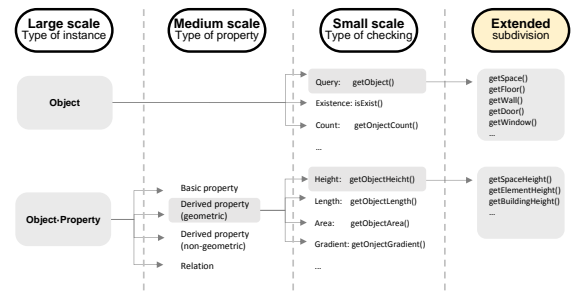 Large scale
Type of instance
Medium scale
Type of property
Small scale
Type of checking
Extended
subdivision
Object
Query: getObject()
Existence: isExist()
Count: getOnjectCount()
...
getSpace()
getFloor()
getWall()
getDoor()
getWindow()
...
Object-Property
Basic property
Derived property
(geometric)
Derived property
(non-geometric)
Relation
Height: getObjectHeicht()
Length: getObjectLength()
Area: getObjectArea()
Gradient: getOnjectGradient()
...
getSpaceHeight()
getElementHeight()
getBuildingHeight()
...